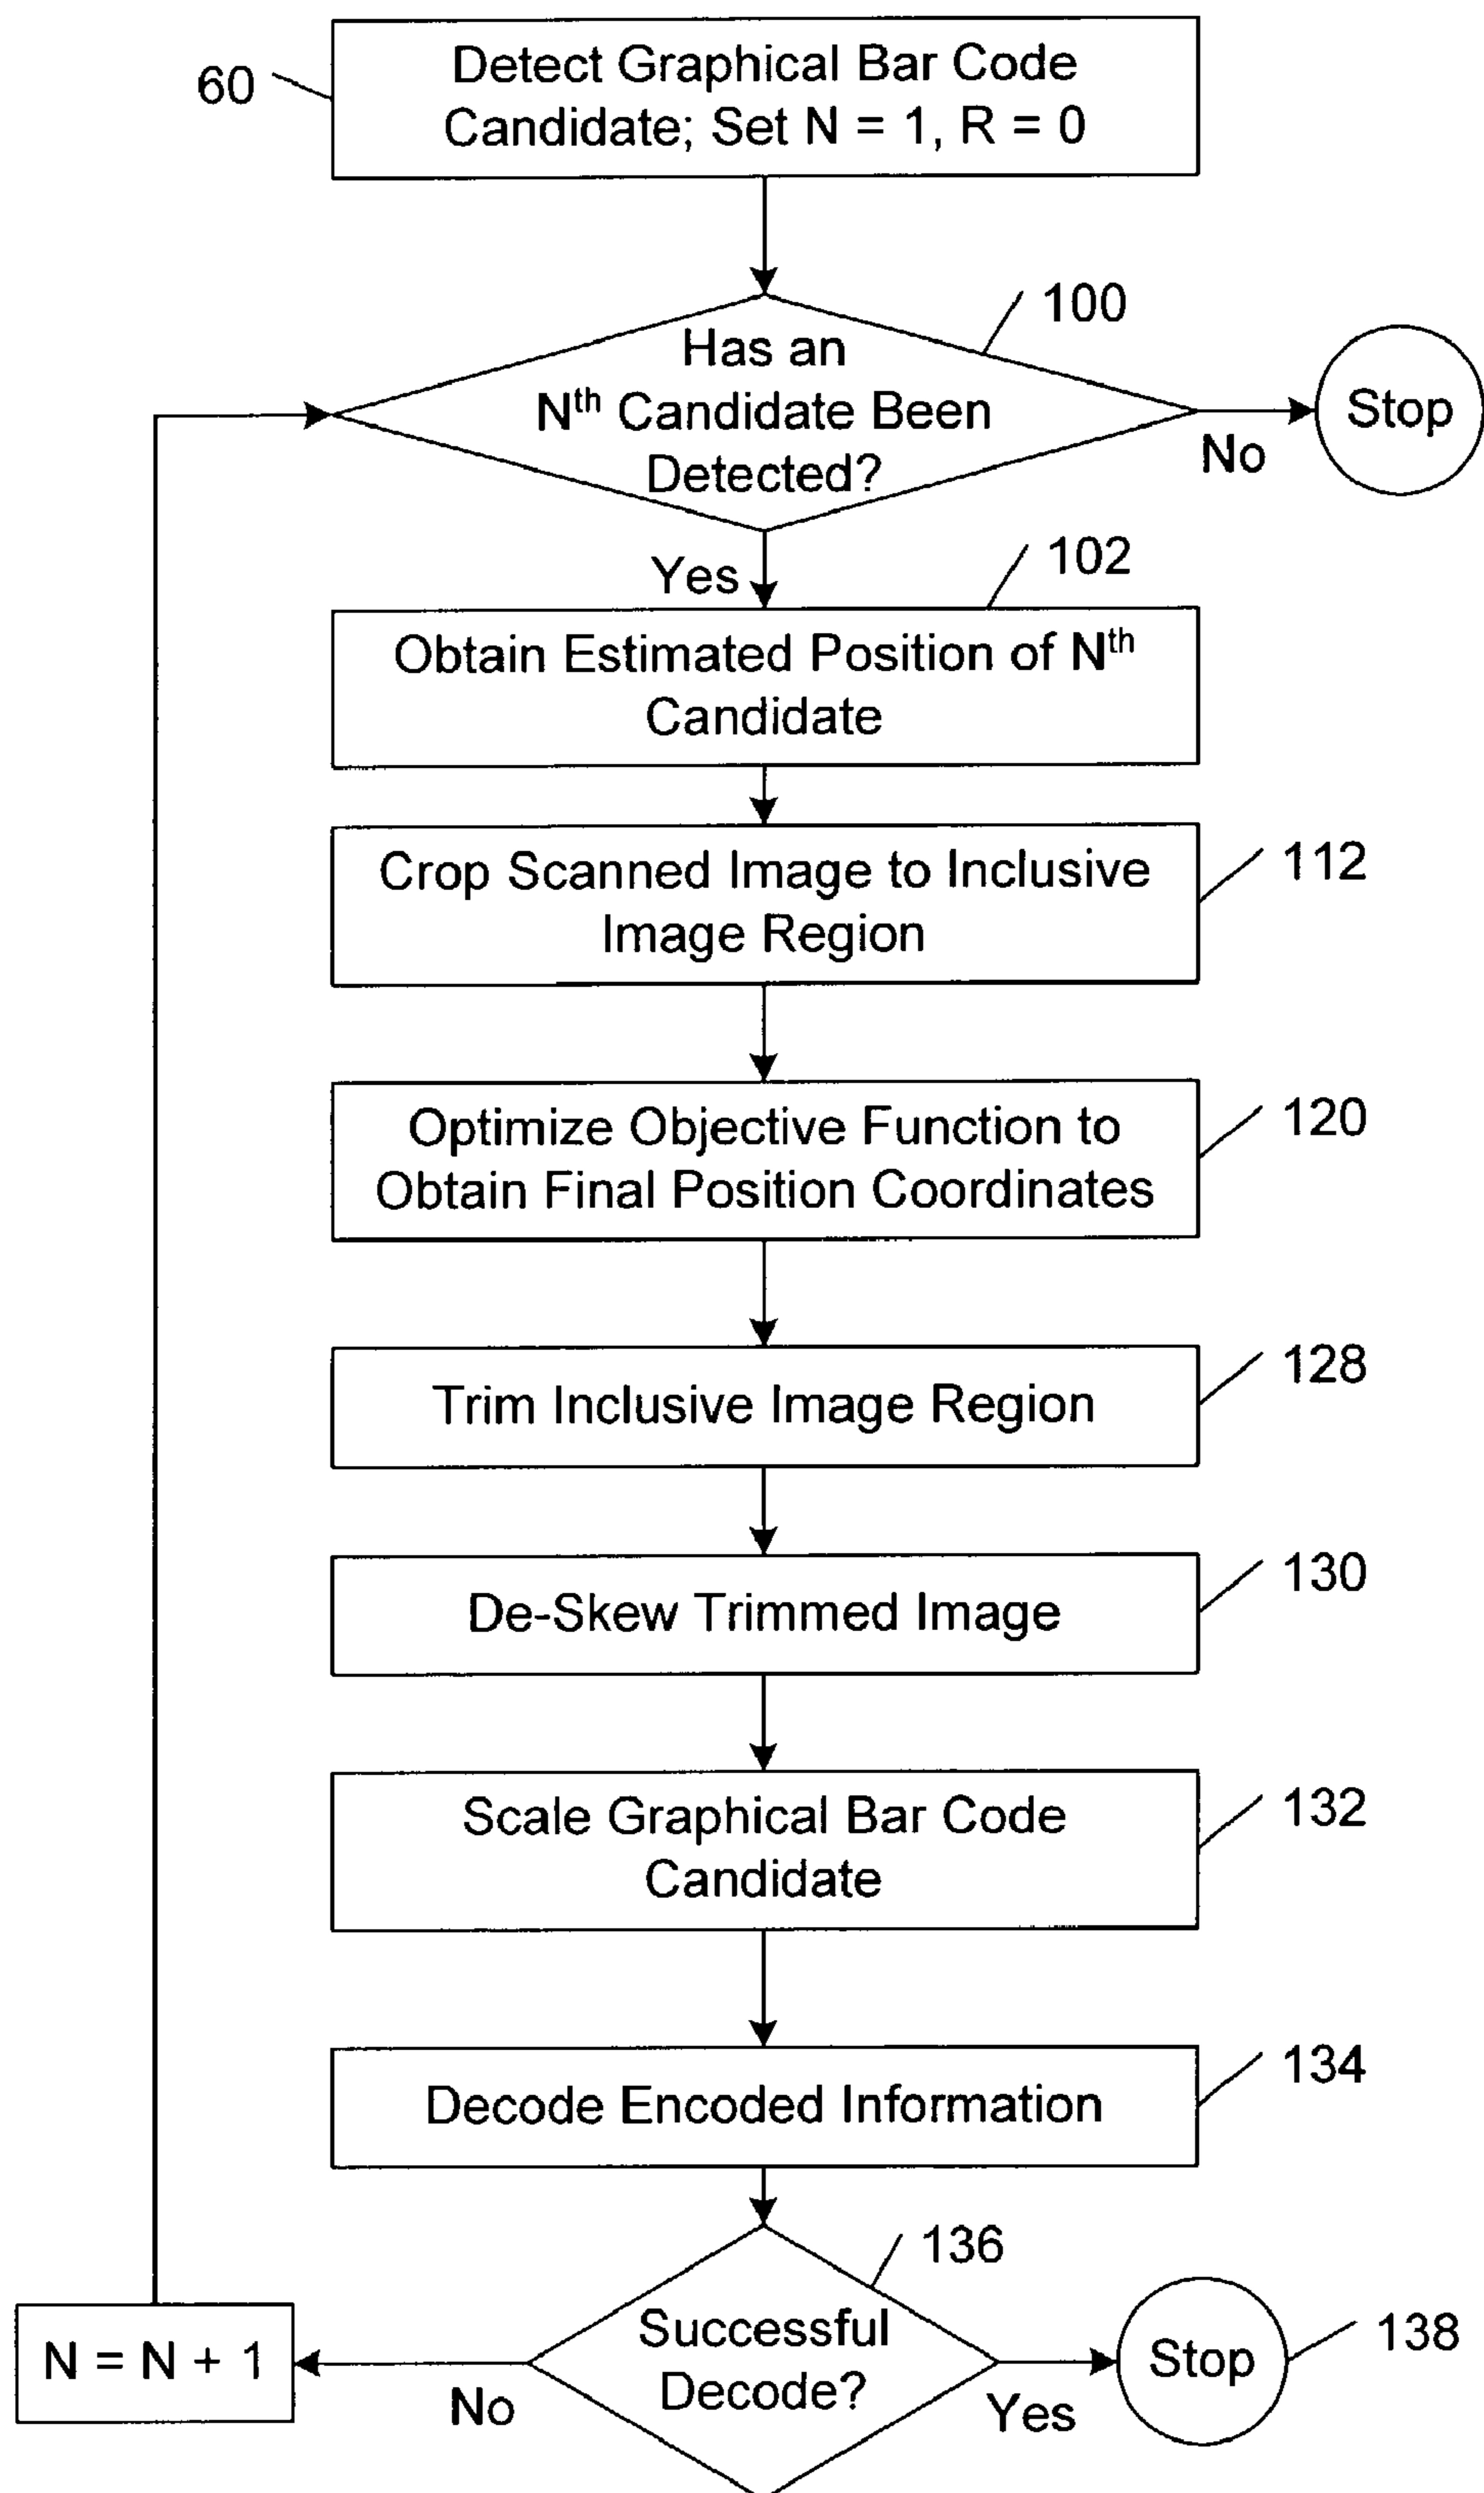 Detect Graphical Bar Code
Candidate; Set N = 1, R = 0
60
100
Has an
Nth Candidate Been
Detected?
Stop
No
Yes
102
Obtain Estimated Position of Nth
Candidate
Crop Scanned Image to Inclusive
Image Region
112
Optimize Objective Function to
Obtain Final Position Coordinates
120
Trim Inclusive Image Region
128
De-Skew Trimmed Image
130
Scale Graphical Bar Code
Candidate
132
Decode Encoded Information
134
136
Successful
Decode?
N = N + 1
No
Yes
Stop
138